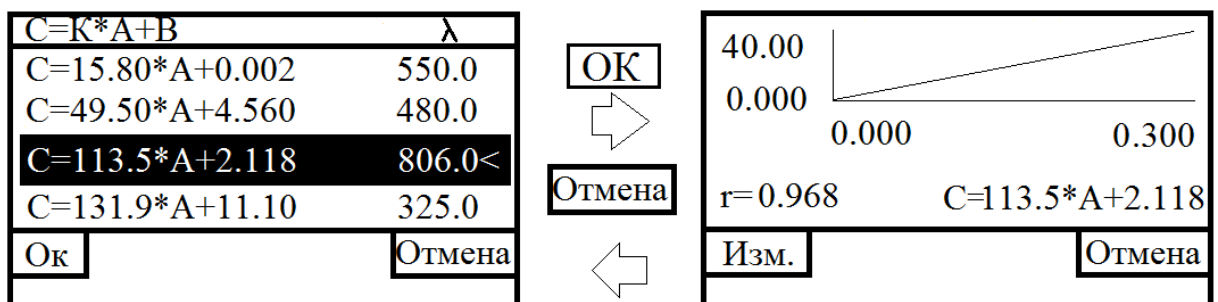 C=K*A+B λ
C=15.80*A+0.002 550.0
C=49.50*A+4.560 480.0
C=113.5*A+2.118 806.0<
C=131.9*A+11.10 325.0
Ок Отмена
ОК
Отмена
40.00
0.000
0.000 0.300
r=0.968 C=113.5*A+2.118
Изм. Отмена